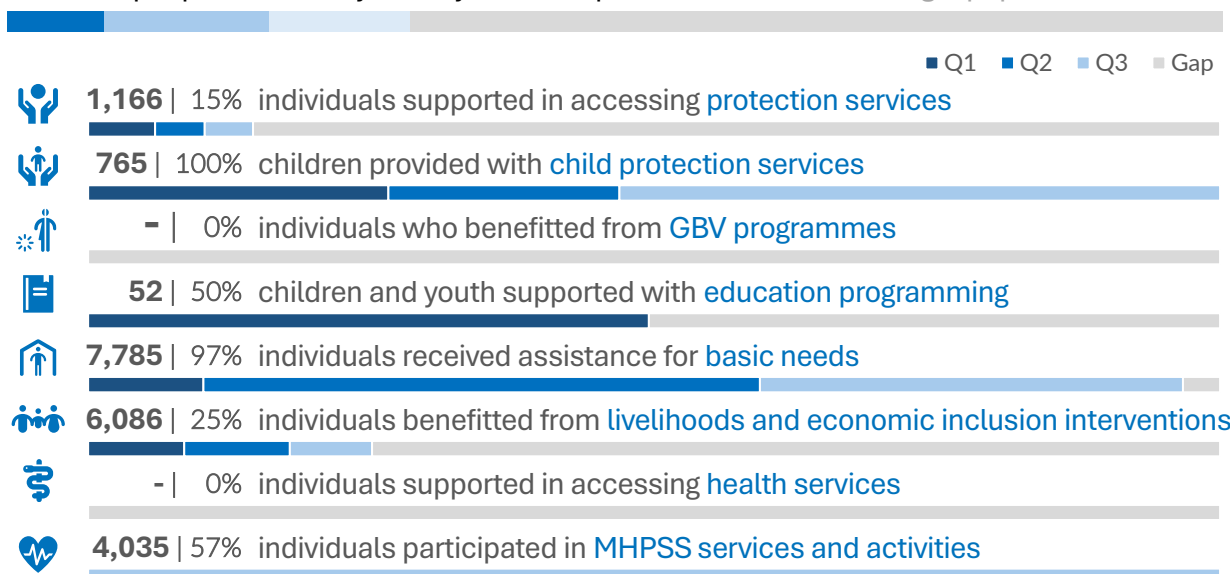 Q1 Q2 Q3 Gap
1,166 | 15% individuals supported in accessing protection services
765 | 100% children provided with child protection services
- | 0% individuals who benefitted from GBV programmes
52 | 50% children and youth supported with education programming
7,785 | 97% individuals received assistance for basic needs
6,086 | 25% individuals benefitted from livelihoods and economic inclusion interventions
- | 0% individuals supported in accessing health services
4,035 | 57% individuals participated in MHPSS services and activities